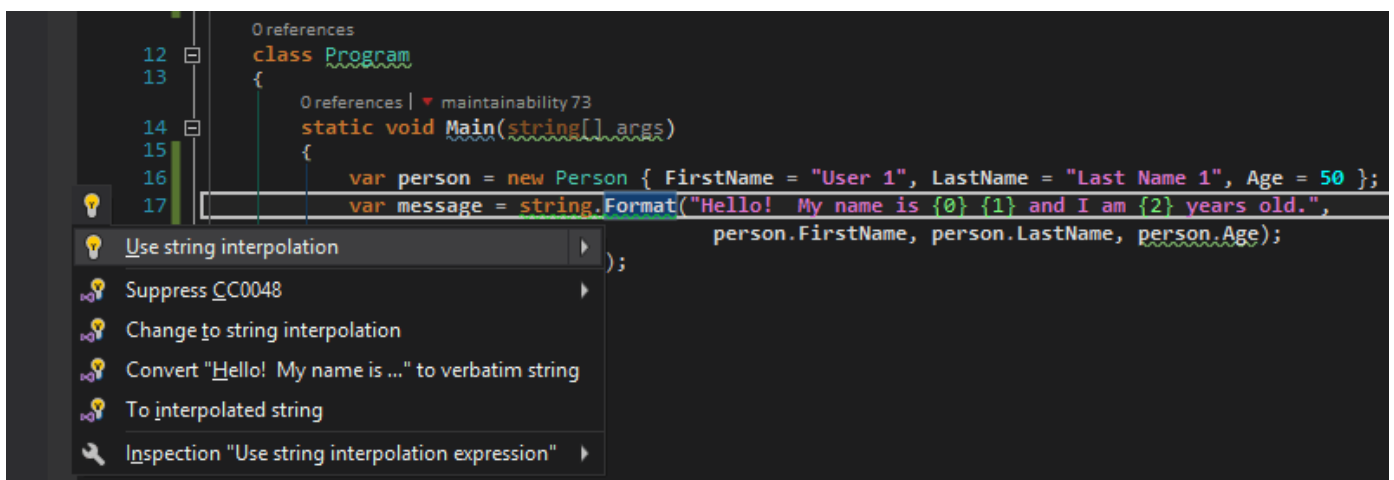 0 references
12 class Program
13 {
0 references | maintainability 73
14 static void Main(string[] args)
15 {
16 var person = new Person { FirstName = "User 1", LastName = "Last Name 1", Age = 50 };
17 var message = string.Format("Hello!  My name is {0} {1} and I am {2} years old.",
person.FirstName, person.LastName, person.Age);
);
Use string interpolation
Suppress CC0048
Change to string interpolation
Convert "Hello!  My name is ..." to verbatim string
To interpolated string
Inspection "Use string interpolation expression"